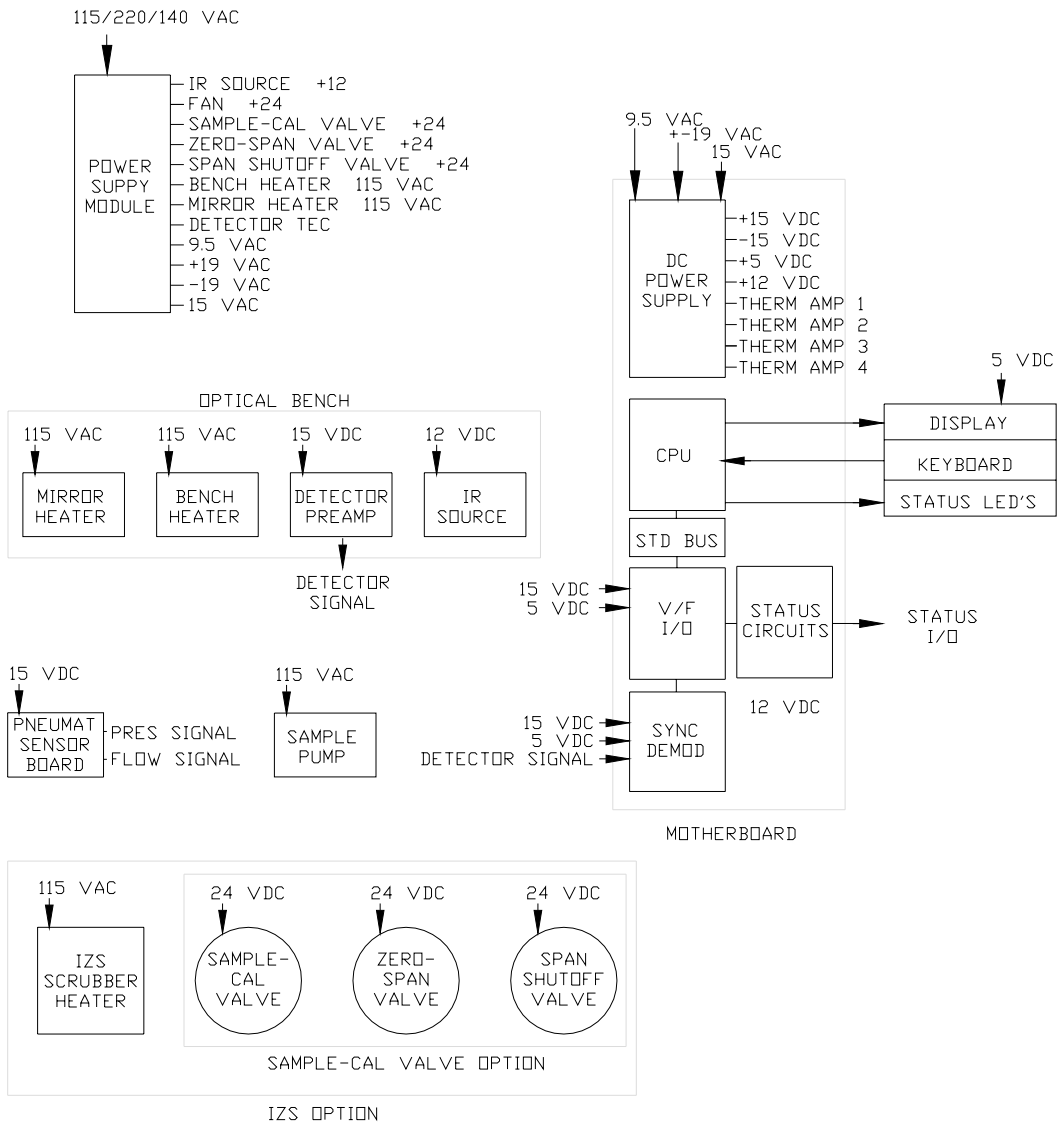 115/220/140 VAC
POWER
SUPPY
MODULE
IR SOURCE +12
FAN +24
SAMPLE-CAL VALVE +24
ZERO-SPAN VALVE +24
SPAN SHUTOFF VALVE +24
BENCH HEATER 115 VAC
MIRROR HEATER 115 VAC
DETECTOR TEC
9.5 VAC
+19 VAC
-19 VAC
15 VAC
9.5 VAC
+-19 VAC
15 VAC
DC
POWER
SUPPLY
+15 VDC
-15 VDC
+5 VDC
+12 VDC
THERM AMP 1
THERM AMP 2
THERM AMP 3
THERM AMP 4
5 VDC
DISPLAY
KEYBOARD
STATUS LED'S
CPU
STD BUS
15 VDC
5 VDC
V/F
I/O
STATUS
CIRCUITS
STATUS
I/O
12 VDC
15 VDC
5 VDC
DETECTOR SIGNAL
SYNC
DEMOD
MOTHERBOARD
OPTICAL BENCH
115 VAC
MIRROR
HEATER
115 VAC
BENCH
HEATER
15 VDC
DETECTOR
PREAMP
12 VDC
IR
SOURCE
DETECTOR
SIGNAL
15 VDC
PNEUMAT
SENSOR
BOARD
PRES SIGNAL
FLOW SIGNAL
115 VAC
SAMPLE
PUMP
115 VAC
IZS
SCRUBBER
HEATER
24 VDC
SAMPLE-
CAL
VALVE
24 VDC
ZERO-
SPAN
VALVE
24 VDC
SPAN
SHUTOFF
VALVE
SAMPLE-CAL VALVE OPTION
IZS OPTION